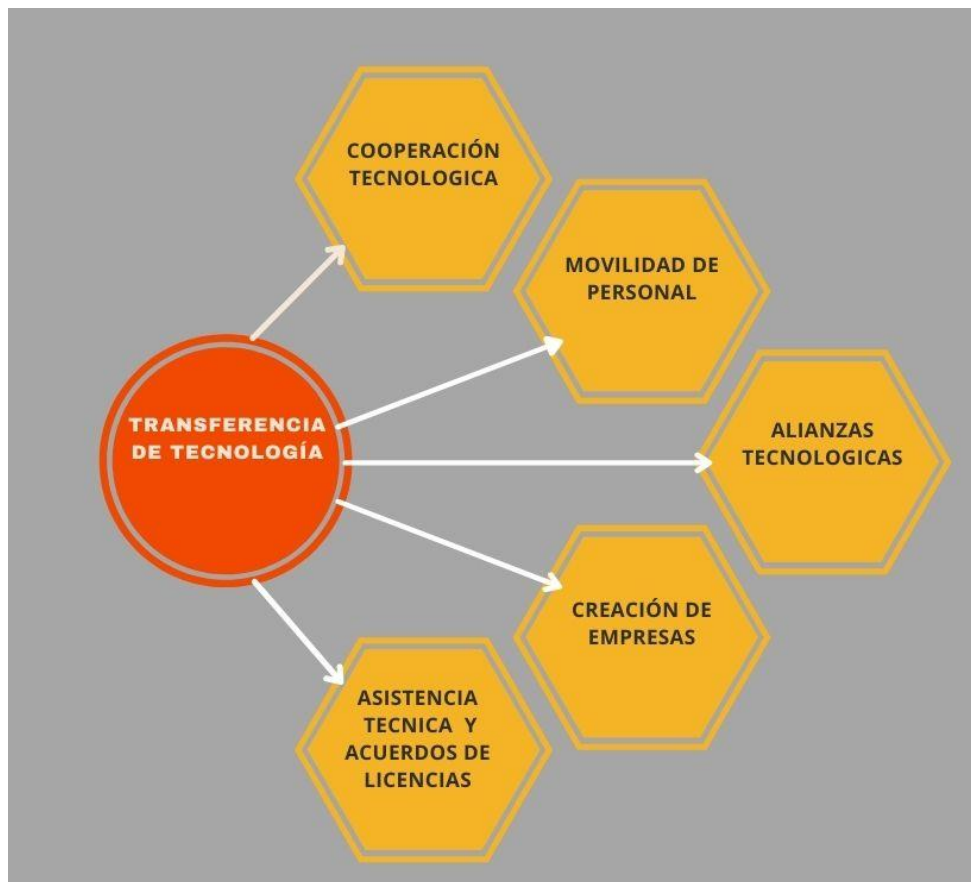 COOPERACIÓN
TECNOLOGICA
MOVILIDAD DE
PERSONAL
TRANSFERENCIA
DE TECNOLOGÍA
ALIANZAS
TECNOLOGICAS
CREACIÓN DE
EMPRESAS
ASISTENCIA
TECNICA Y
ACUERDOS DE
LICENCIAS